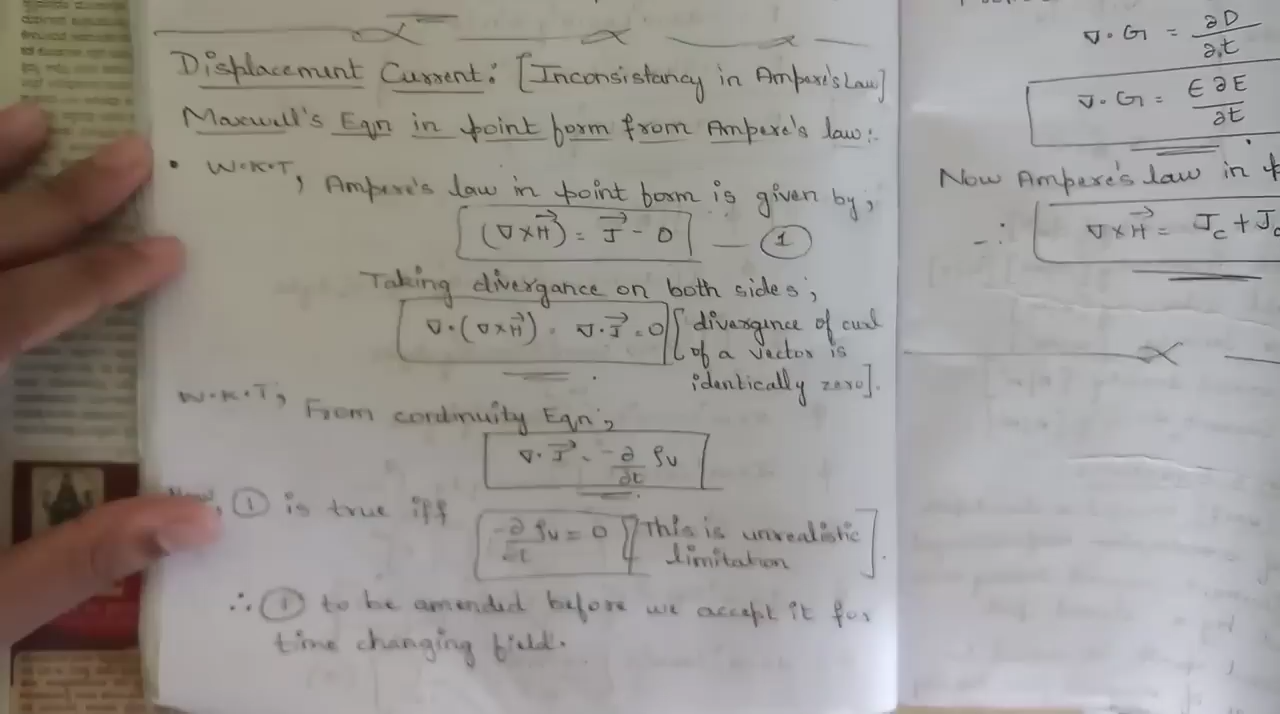 Displacement Current: [Inconsistancy in Ampere's Law]
Maxwell's Eqn in point form from Ampere's law:
• W.K.T, Ampere's law in point form is given by;
(∇×H⃗) = J⃗ - 0 — ①
Taking divergance on both sides;
∇·(∇×H⃗) = ∇·J⃗ = 0 [divergence of curl
of a vector is
identically zero].
W.K.T, From continuity Eqn;
∇·J⃗ = -∂/∂t ρv
Now, ① is true iff
-∂/∂t ρv = 0 [This is unrealistic
limitation].
∴ ① to be amended before we accept it for
time changing field.
∇·G = ∂D/∂t
∇·G = ε∂E/∂t
Now Ampere's law in
∴ ∇×H⃗ = Jc + J